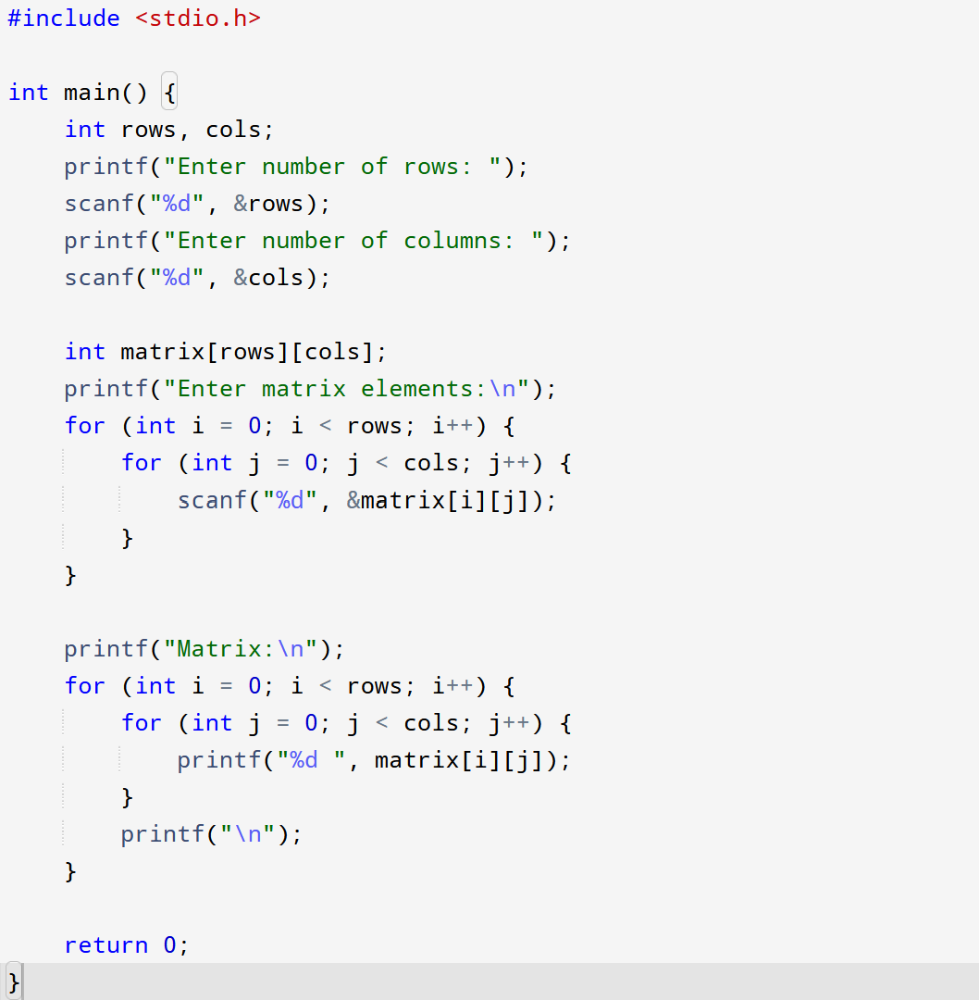 #include <stdio.h>

int main() {
    int rows, cols;
    printf("Enter number of rows: ");
    scanf("%d", &rows);
    printf("Enter number of columns: ");
    scanf("%d", &cols);

    int matrix[rows][cols];
    printf("Enter matrix elements:\n");
    for (int i = 0; i < rows; i++) {
        for (int j = 0; j < cols; j++) {
            scanf("%d", &matrix[i][j]);
        }
    }

    printf("Matrix:\n");
    for (int i = 0; i < rows; i++) {
        for (int j = 0; j < cols; j++) {
            printf("%d ", matrix[i][j]);
        }
        printf("\n");
    }

    return 0;
}